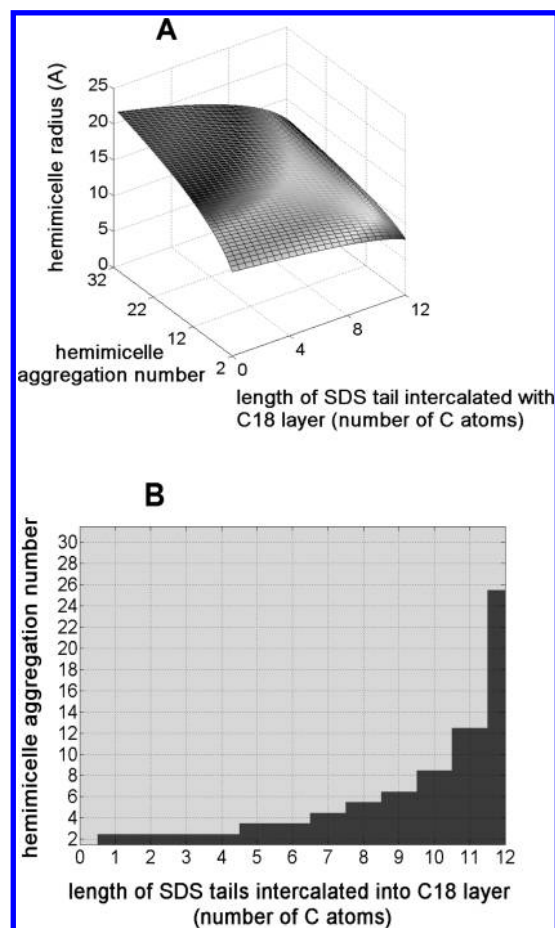 A
hemimicelle radius (A)
25
20
15
10
5
0
32
22
12
2
0
4
8
12
hemimicelle
aggregation number
length of SDS tail intercalated with
C18 layer (number of C atoms)
B
hemimicelle aggregation number
30
28
26
24
22
20
18
16
14
12
10
8
6
4
2
0 1 2 3 4 5 6 7 8 9 10 11 12
length of SDS tails intercalated into C18 layer
(number of C atoms)